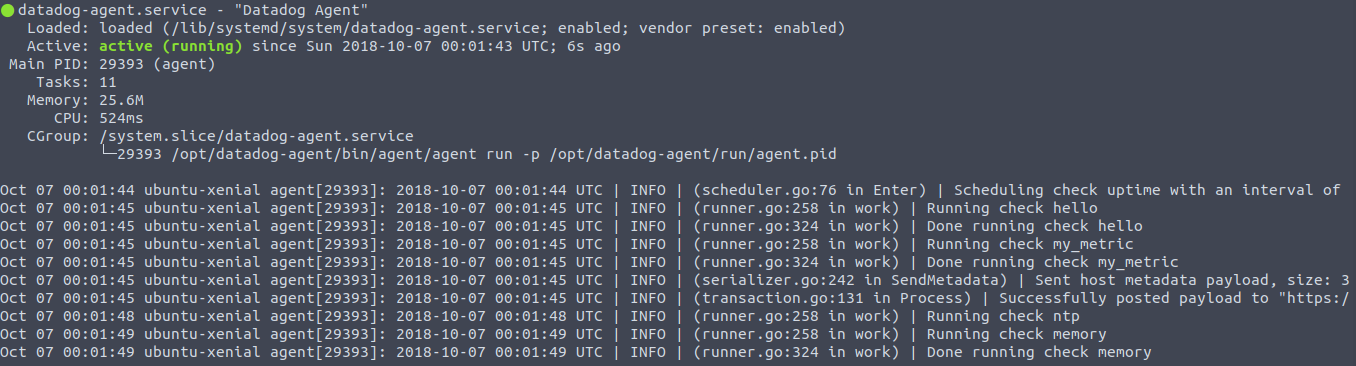 ● datadog-agent.service - "Datadog Agent"
   Loaded: loaded (/lib/systemd/system/datadog-agent.service; enabled; vendor preset: enabled)
   Active: active (running) since Sun 2018-10-07 00:01:43 UTC; 6s ago
 Main PID: 29393 (agent)
    Tasks: 11
   Memory: 25.6M
      CPU: 524ms
   CGroup: /system.slice/datadog-agent.service
           └─29393 /opt/datadog-agent/bin/agent/agent run -p /opt/datadog-agent/run/agent.pid
Oct 07 00:01:44 ubuntu-xenial agent[29393]: 2018-10-07 00:01:44 UTC | INFO | (scheduler.go:76 in Enter) | Scheduling check uptime with an interval of
Oct 07 00:01:45 ubuntu-xenial agent[29393]: 2018-10-07 00:01:45 UTC | INFO | (runner.go:258 in work) | Running check hello
Oct 07 00:01:45 ubuntu-xenial agent[29393]: 2018-10-07 00:01:45 UTC | INFO | (runner.go:324 in work) | Done running check hello
Oct 07 00:01:45 ubuntu-xenial agent[29393]: 2018-10-07 00:01:45 UTC | INFO | (runner.go:258 in work) | Running check my_metric
Oct 07 00:01:45 ubuntu-xenial agent[29393]: 2018-10-07 00:01:45 UTC | INFO | (runner.go:324 in work) | Done running check my_metric
Oct 07 00:01:45 ubuntu-xenial agent[29393]: 2018-10-07 00:01:45 UTC | INFO | (serializer.go:242 in SendMetadata) | Sent host metadata payload, size: 3
Oct 07 00:01:45 ubuntu-xenial agent[29393]: 2018-10-07 00:01:45 UTC | INFO | (transaction.go:131 in Process) | Successfully posted payload to "https:/
Oct 07 00:01:48 ubuntu-xenial agent[29393]: 2018-10-07 00:01:48 UTC | INFO | (runner.go:258 in work) | Running check ntp
Oct 07 00:01:49 ubuntu-xenial agent[29393]: 2018-10-07 00:01:49 UTC | INFO | (runner.go:258 in work) | Running check memory
Oct 07 00:01:49 ubuntu-xenial agent[29393]: 2018-10-07 00:01:49 UTC | INFO | (runner.go:324 in work) | Done running check memory